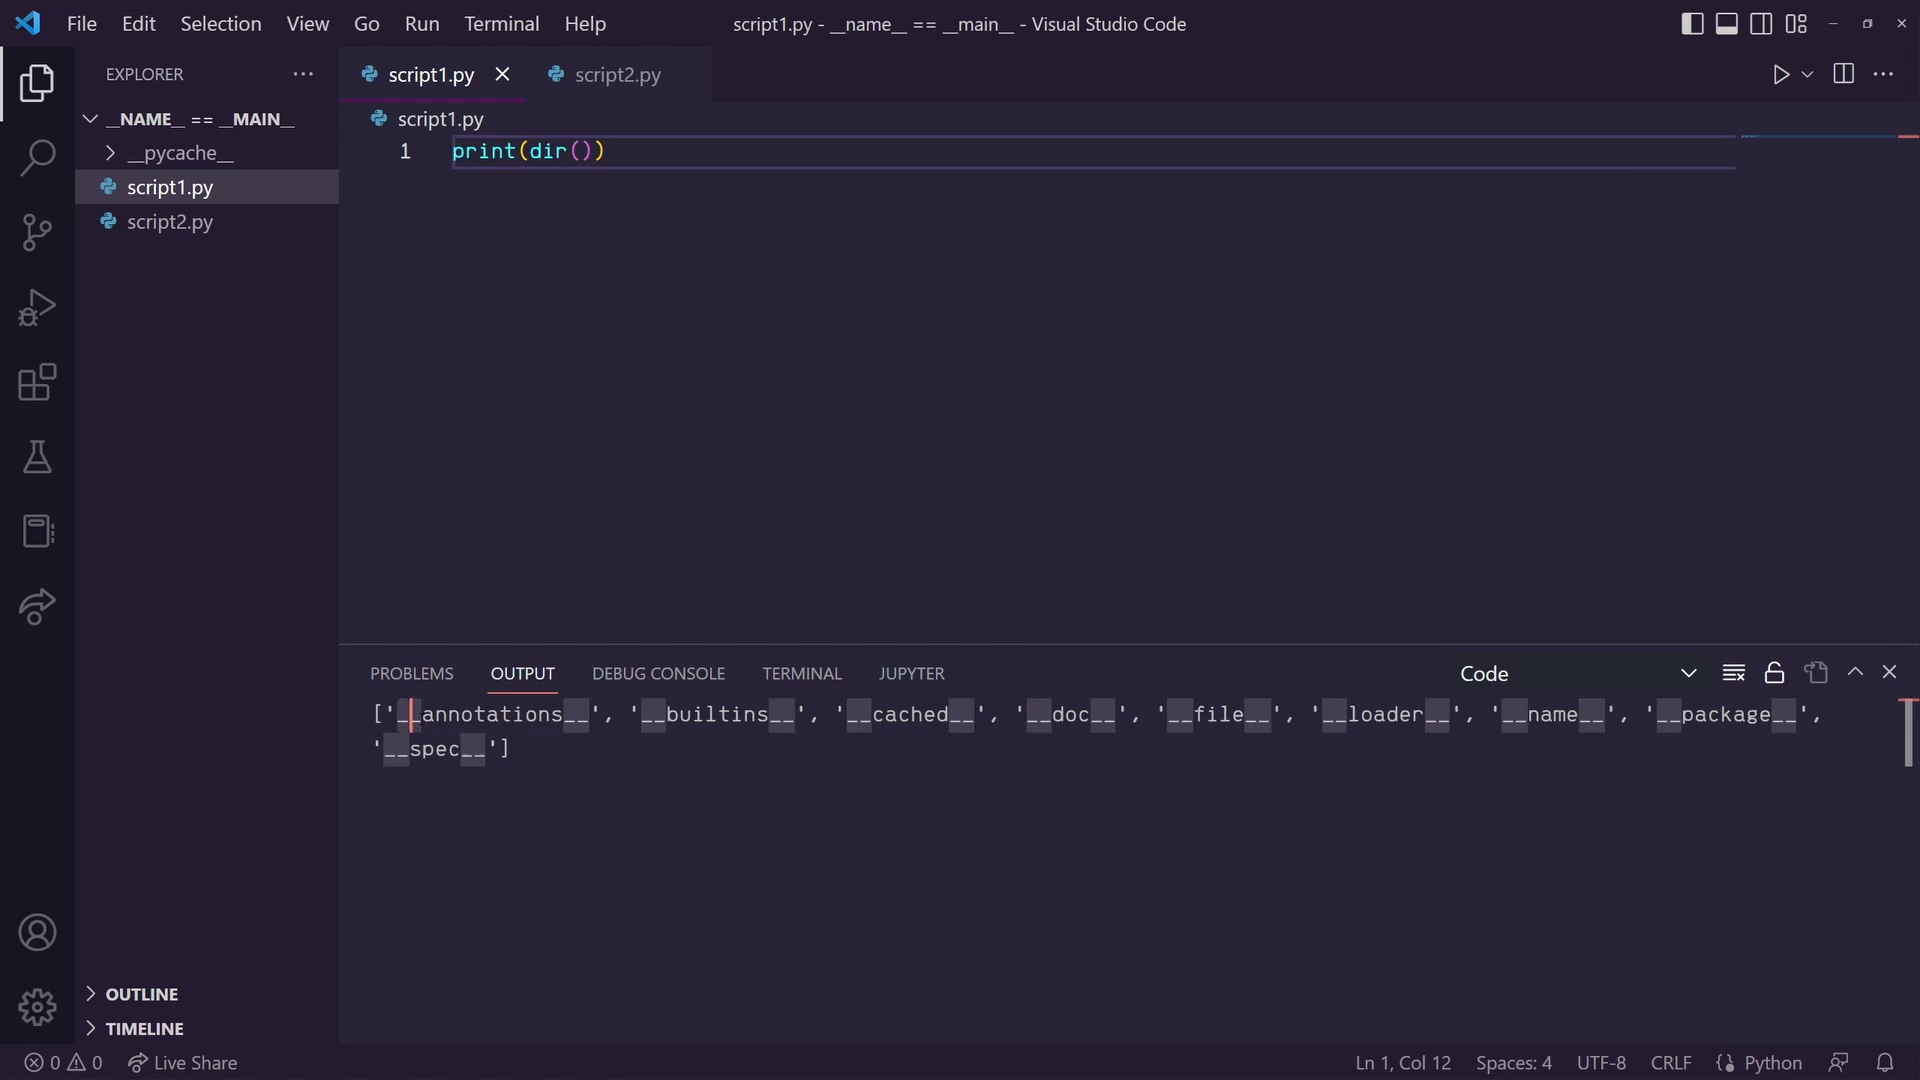 File Edit Selection View Go Run Terminal Help
script1.py - __name__ == __main__ - Visual Studio Code
EXPLORER
__NAME__ == __MAIN__
__pycache__
script1.py
script2.py
OUTLINE
TIMELINE
script1.py script2.py
script1.py
1 print(dir())
PROBLEMS OUTPUT DEBUG CONSOLE TERMINAL JUPYTER Code
['__annotations__', '__builtins__', '__cached__', '__doc__', '__file__', '__loader__', '__name__', '__package__',
'__spec__']
0 0 Live Share Ln 1, Col 12 Spaces: 4 UTF-8 CRLF Python